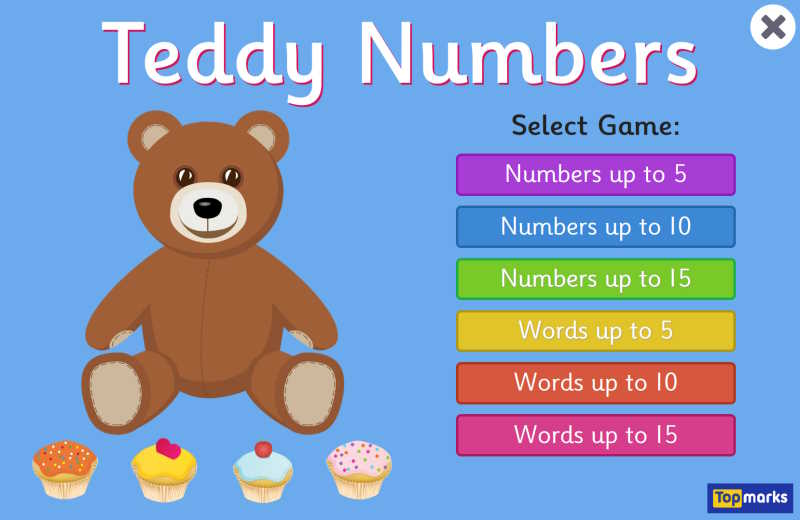 Teddy Numbers
Select Game:
Numbers up to 5
Numbers up to 10
Numbers up to 15
Words up to 5
Words up to 10
Words up to 15
Topmarks